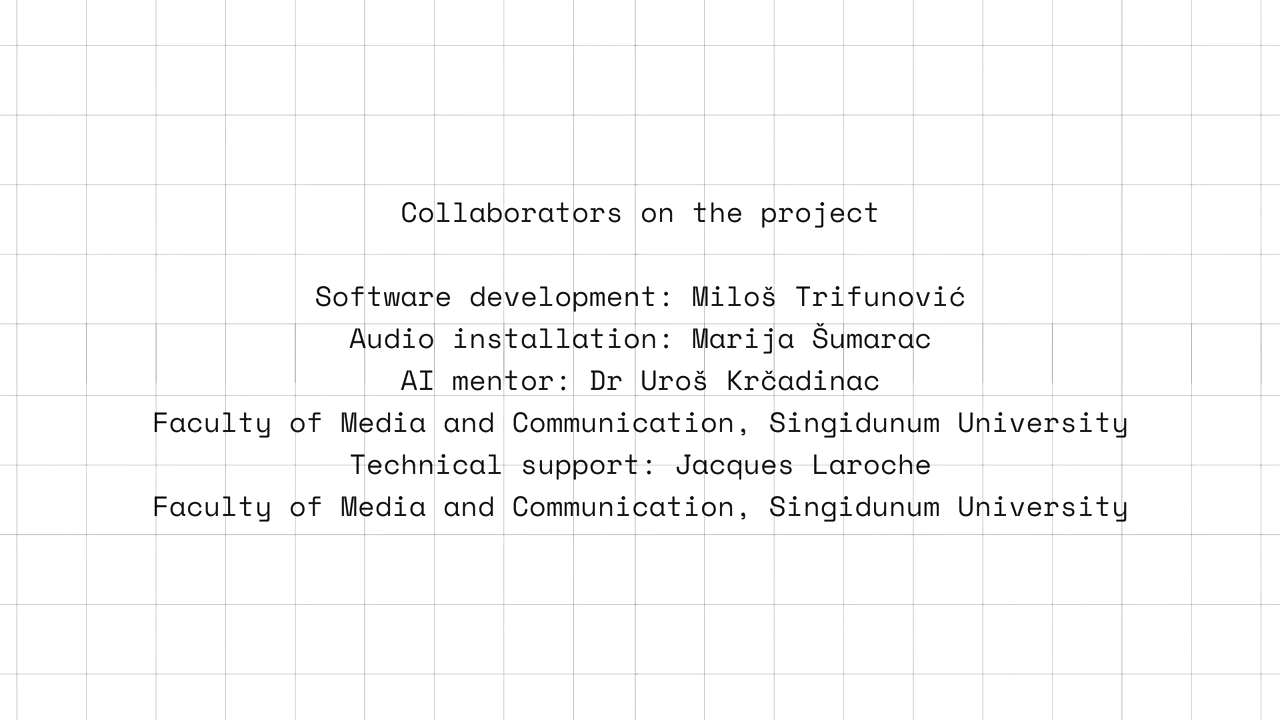 Collaborators on the project
Software development: Miloš Trifunović
Audio installation: Marija Šumarac
AI mentor: Dr Uroš Krčadinac
Faculty of Media and Communication, Singidunum University
Technical support: Jacques Laroche
Faculty of Media and Communication, Singidunum University